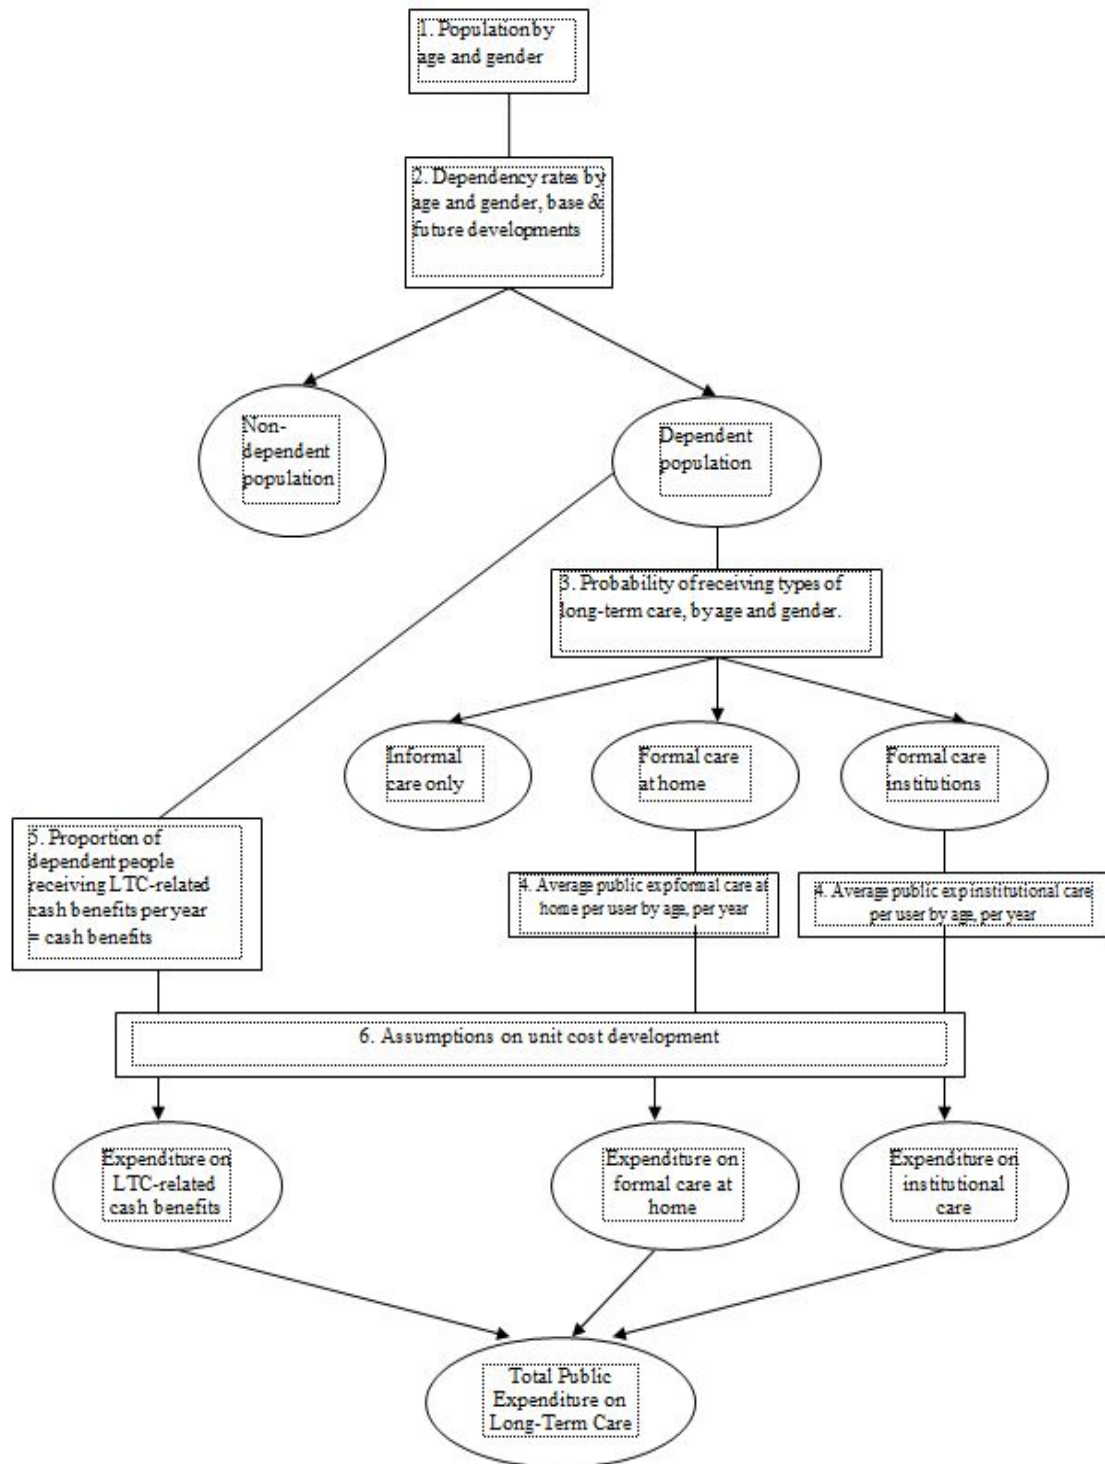 1. Population by
age and gender
2. Dependency rates by
age and gender, base &
future developments
Non-
dependent
population
Dependent
population
3. Probability of receiving types of
long-term care, by age and gender.
Informal
care only
Formal care
at home
Formal care
institutions
5. Proportion of
dependent people
receiving LTC-related
cash benefits per year
= cash benefits
4. Average public exp formal care at
home per user by age, per year
4. Average public exp institutional care
per user by age, per year
6. Assumptions on unit cost development
Expenditure on
LTC-related
cash benefits
Expenditure on
formal care at
home
Expenditure on
institutional
care
Total Public
Expenditure on
Long-Term Care